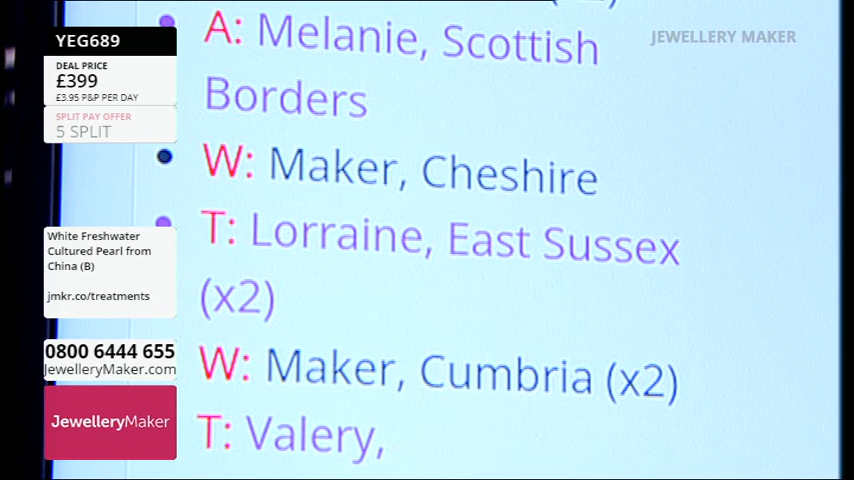 YEG689
DEAL PRICE
£399
£3.95 P&P PER DAY
SPLIT PAY OFFER
5 SPLIT
White Freshwater
Cultured Pearl from
China (B)
jmkr.co/treatments
0800 6444 655
JewelleryMaker.com
JewelleryMaker
JEWELLERY MAKER
A: Melanie, Scottish
Borders
W: Maker, Cheshire
T: Lorraine, East Sussex
(x2)
W: Maker, Cumbria (x2)
T: Valery,